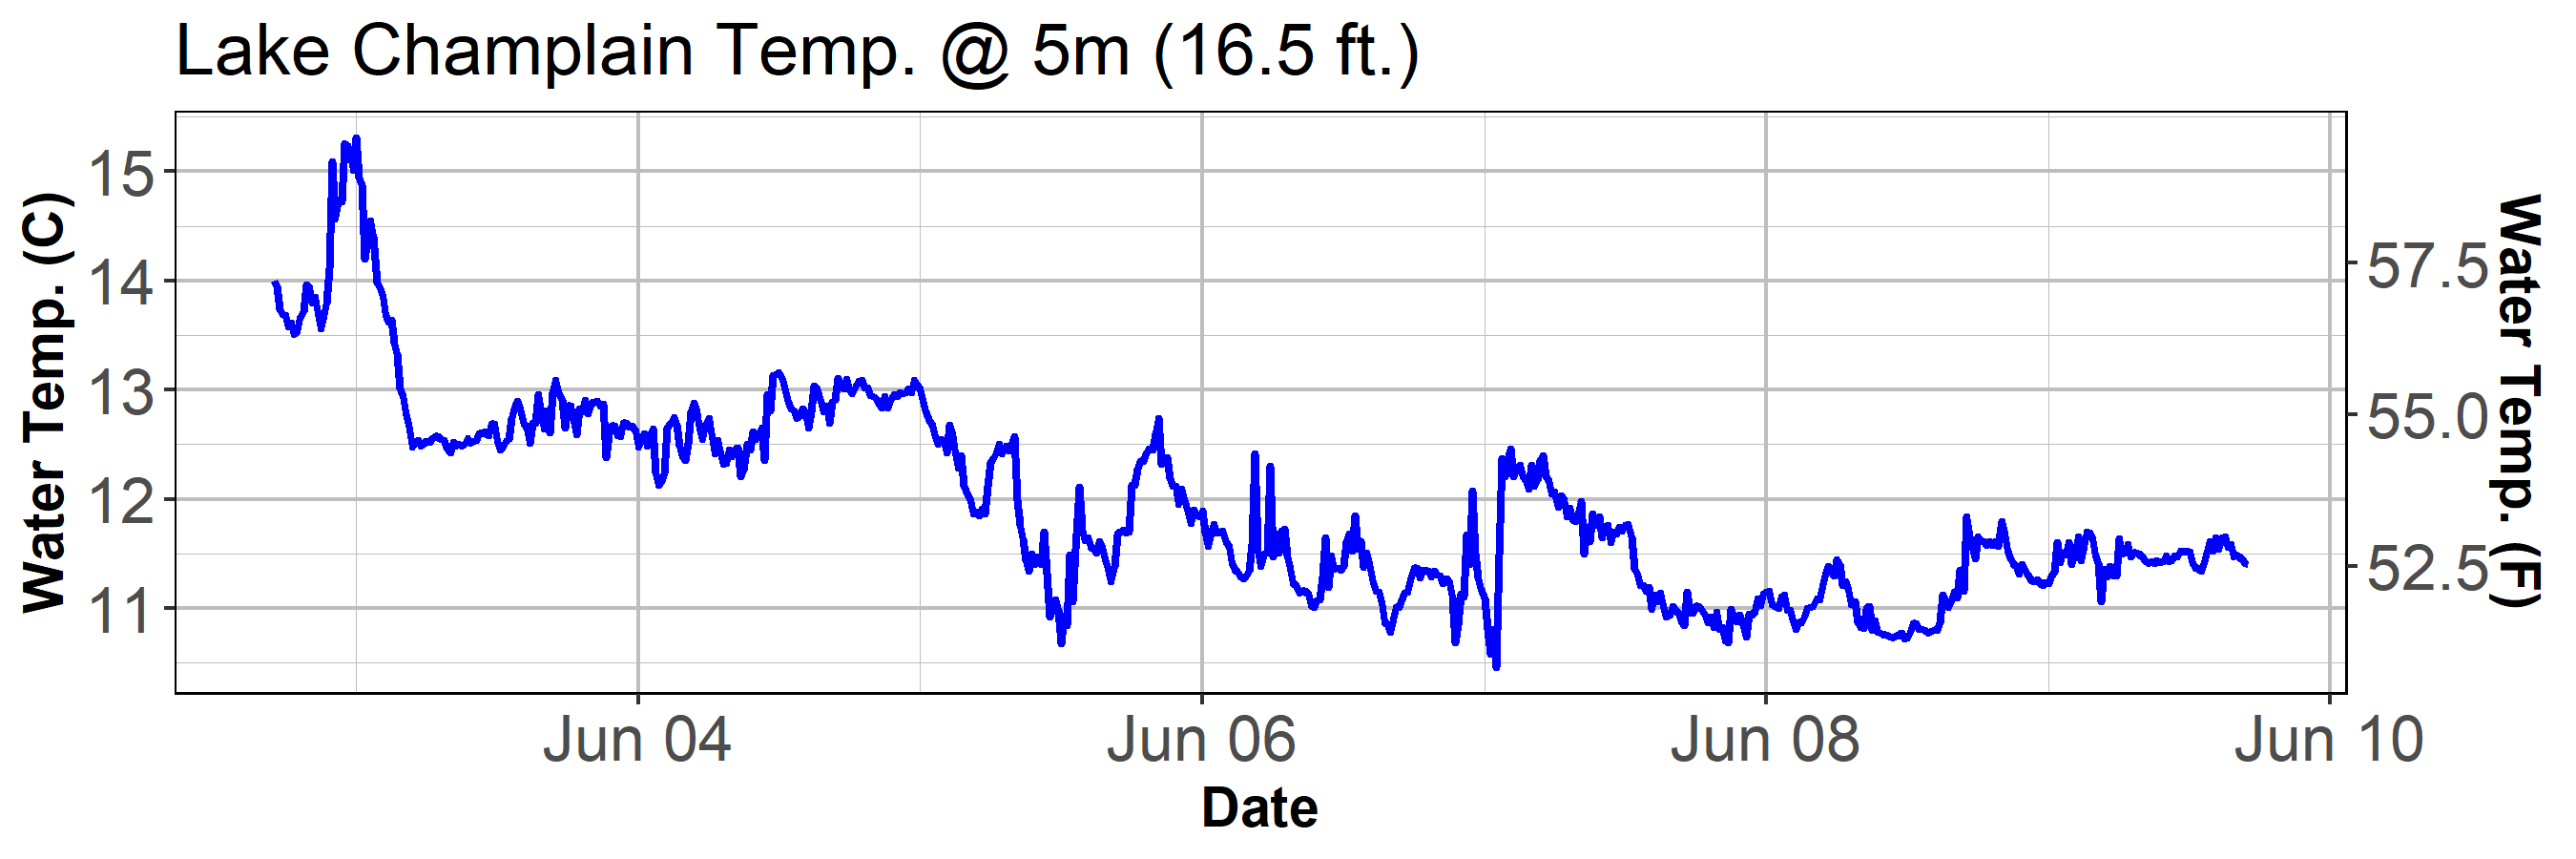 Lake Champlain Temp. @ 5m (16.5 ft.)
Water Temp. (C)
15
14
13
12
11
57.5
55.0
52.5
Water Temp. (F)
Jun 04 Jun 06 Jun 08 Jun 10
Date